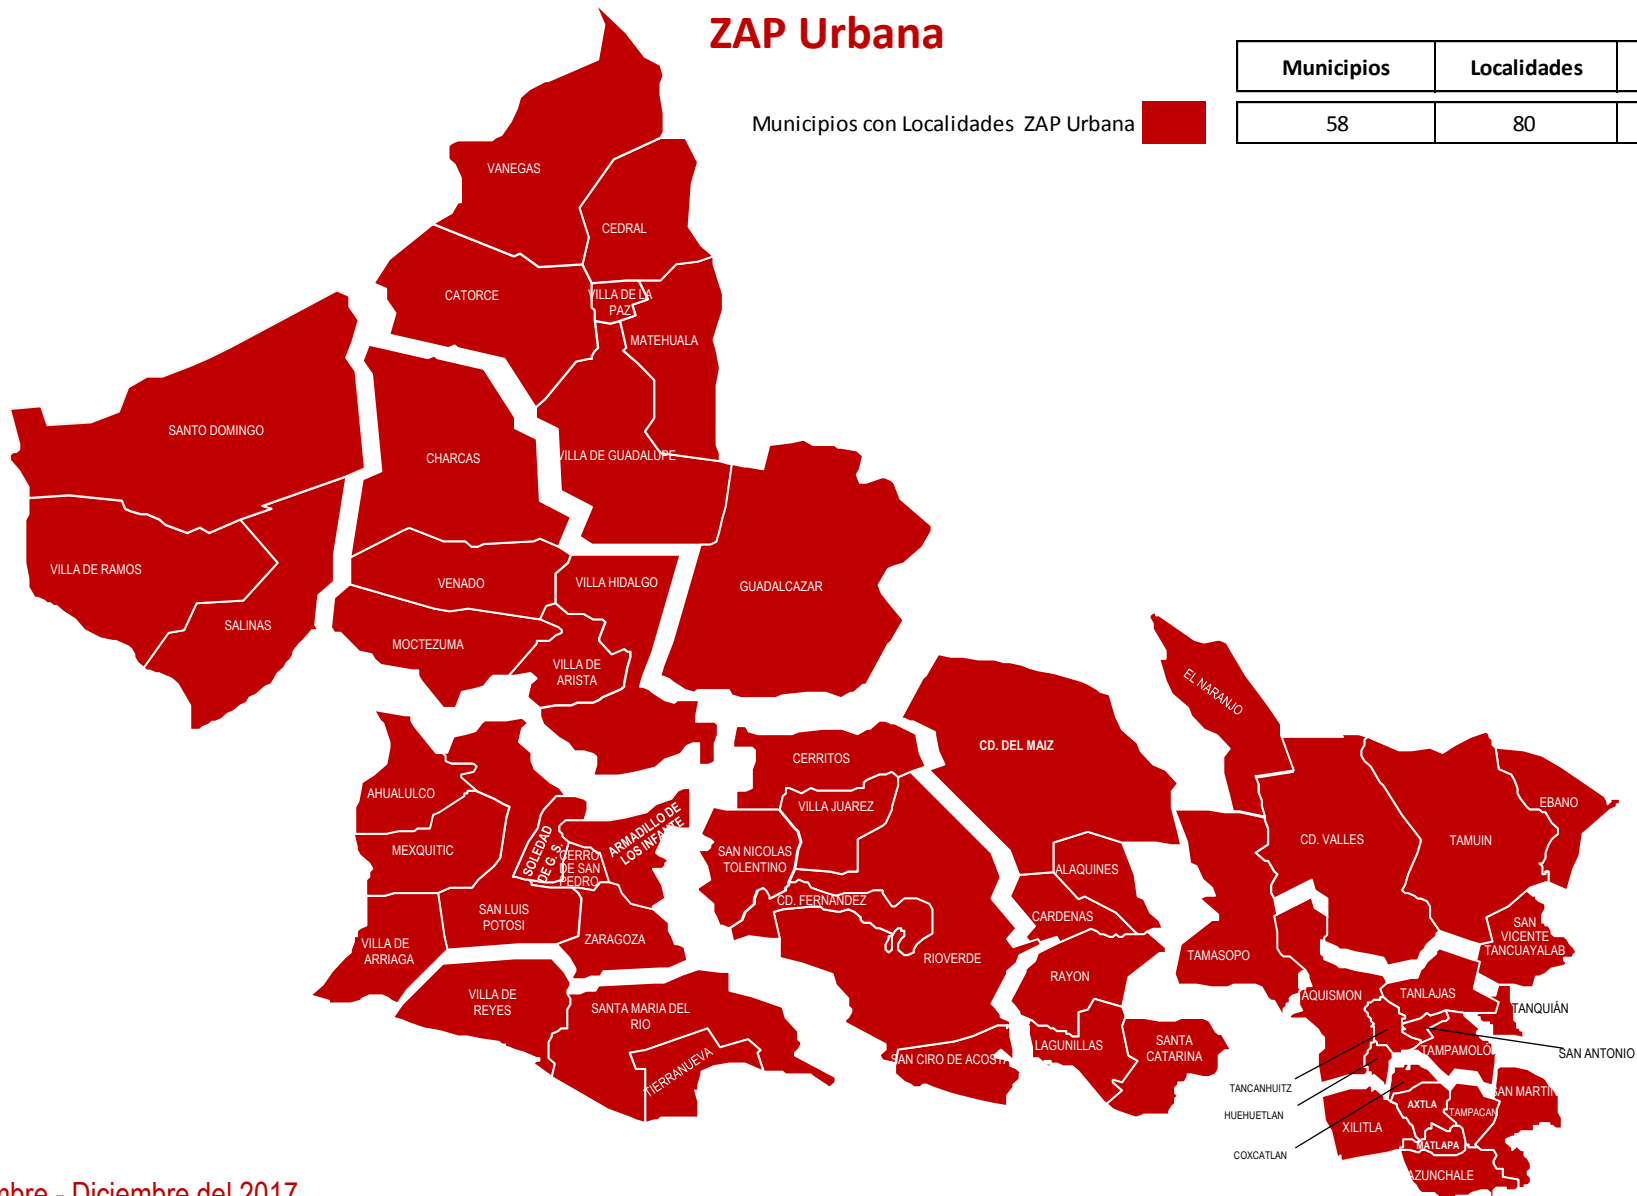 ZAP Urbana
Municipios
Localidades
Municipios con Localidades ZAP Urbana
58
80
VANEGAS
CEDRAL
CATORCE
VILLA DE LA
PAZ
MATEHUALA
SANTO DOMINGO
CHARCAS
VILLA DE GUADALUPE
VILLA DE RAMOS
SALINAS
VENADO
VILLA HIDALGO
GUADALCAZAR
MOCTEZUMA
VILLA DE
ARISTA
EL NARANJO
CD. DEL MAIZ
CERRITOS
AHUALULCO
VILLA JUAREZ
EBANO
ARMADILLO DE
LOS INFANTE
SOLEDAD
DE G. S.
CERRO
DE SAN
PEDRO
MEXQUITIC
SAN NICOLAS
TOLENTINO
CD. VALLES
TAMUIN
ALAQUINES
CD. FERNANDEZ
CARDENAS
SAN LUIS
POTOSI
ZARAGOZA
VILLA DE
ARRIAGA
RIOVERDE
TAMASOPO
SAN
VICENTE
TANCUAYALAB
RAYON
VILLA DE
REYES
SANTA MARIA DEL
RIO
AQUISMON
TANLAJAS
TANQUIÁN
LAGUNILLAS
SANTA
CATARINA
TAMPAMOLÓN
SAN ANTONIO
SAN CIRO DE ACOSTA
TIERRANUEVA
TANCANHUITZ
HUEHUETLAN
COXCATLAN
SAN MARTIN
AXTLA
TAMPACAN
XILITLA
MATLAPA
AZUNCHALE
mbre - Diciembre del 2017